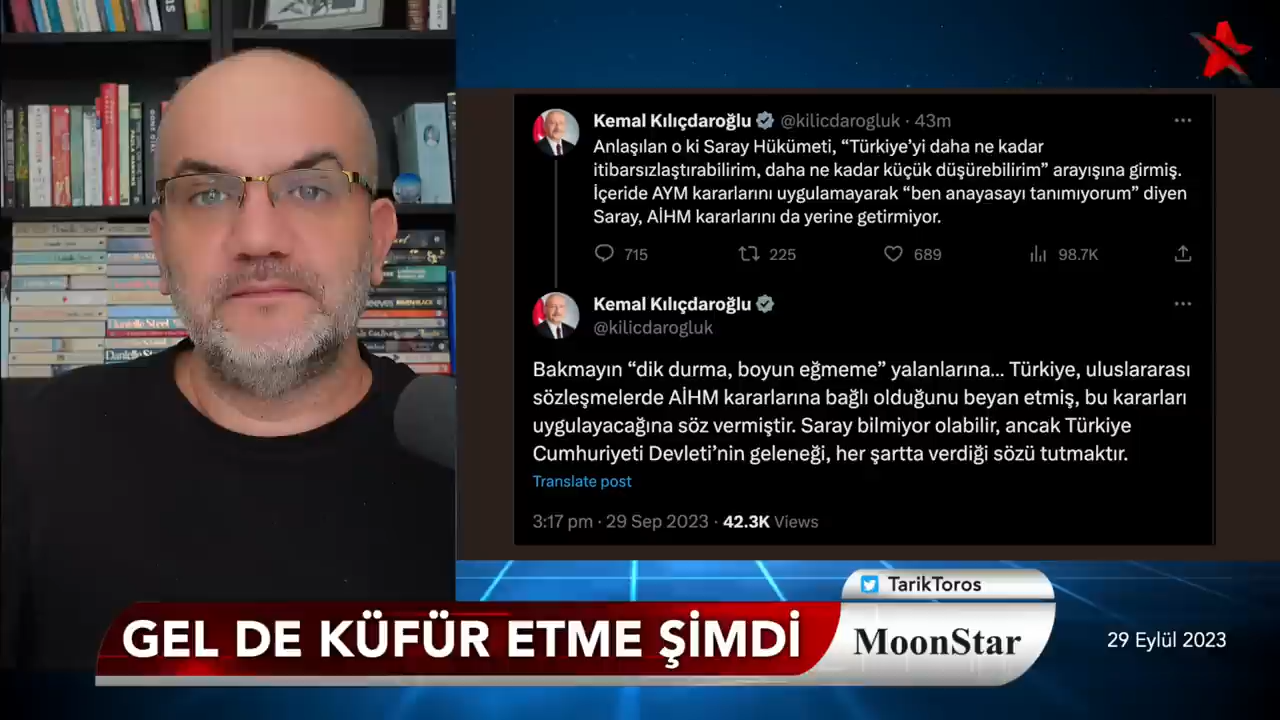 Kemal Kılıçdaroğlu @kilicdarogluk · 43m
Anlaşılan o ki Saray Hükümeti, “Türkiye’yi daha ne kadar
itibarsızlaştırabilirim, daha ne kadar küçük düşürebilirim” arayışına girmiş.
İçeride AYM kararlarını uygulamayarak “ben anayasayı tanımıyorum” diyen
Saray, AİHM kararlarını da yerine getirmiyor.
715 225 689 98.7K
Kemal Kılıçdaroğlu
@kilicdarogluk
Bakmayın “dik durma, boyun eğmeme” yalanlarına... Türkiye, uluslararası
sözleşmelerde AİHM kararlarına bağlı olduğunu beyan etmiş, bu kararları
uygulayacağına söz vermiştir. Saray bilmiyor olabilir, ancak Türkiye
Cumhuriyeti Devleti’nin geleneği, her şartta verdiği sözü tutmaktır.
Translate post
3:17 pm · 29 Sep 2023 · 42.3K Views
Danielle Steel
Danielle Steel
TarikToros
GEL DE KÜFÜR ETME ŞİMDİ
MoonStar
29 Eylül 2023